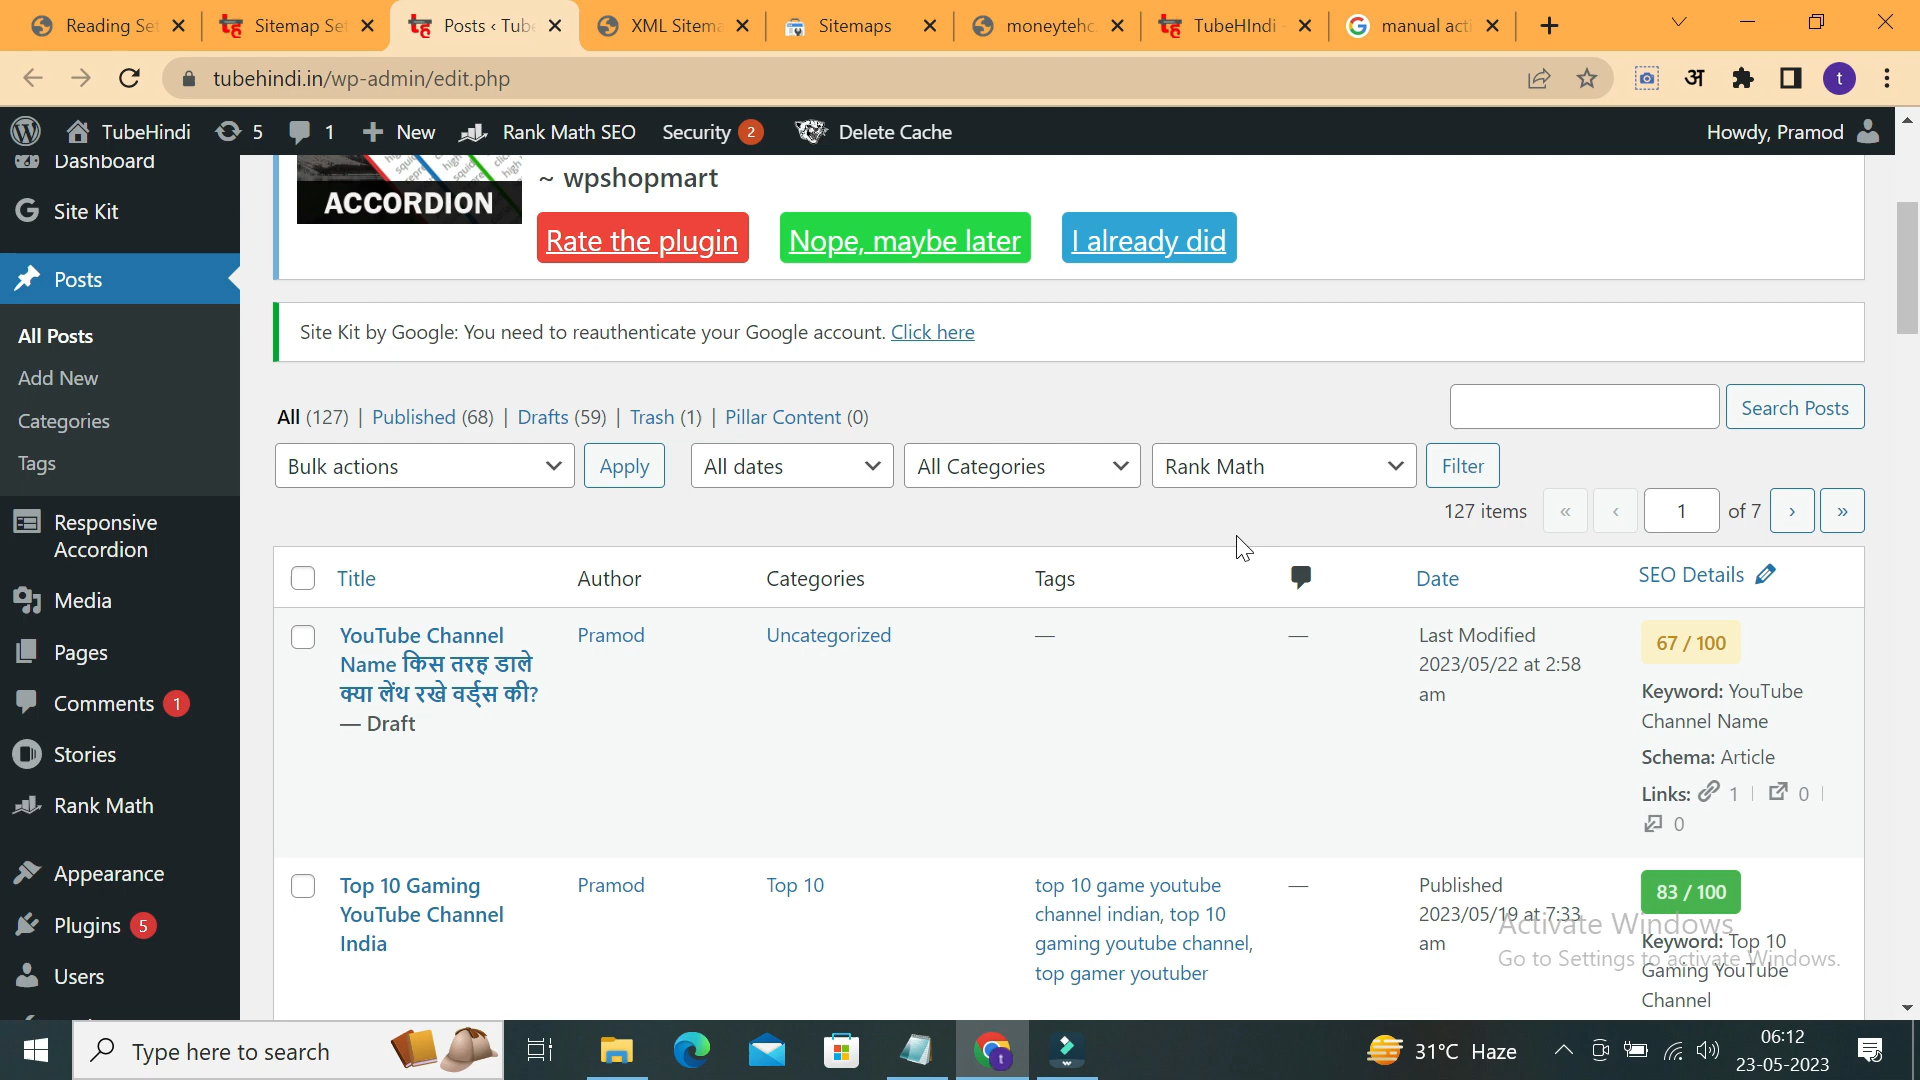 Reading Se
Sitemap Se
Posts ‹ Tub
XML Sitem
Sitemaps
moneytehc
TubeHIndi
manual act
tubehindi.in/wp-admin/edit.php
अ
t
TubeHindi
5
1
New
Rank Math SEO
Security 2
Delete Cache
Howdy, Pramod
Dashboard
Site Kit
Posts
All Posts
Add New
Categories
Tags
Responsive
Accordion
Media
Pages
Comments 1
Stories
Rank Math
Appearance
Plugins 5
Users
ACCORDION
~ wpshopmart
Rate the plugin
Nope, maybe later
I already did
Site Kit by Google: You need to reauthenticate your Google account. Click here
All (127) | Published (68) | Drafts (59) | Trash (1) | Pillar Content (0)
Search Posts
Bulk actions
Apply
All dates
All Categories
Rank Math
Filter
127 items « ‹ 1 of 7 › »
Title
Author
Categories
Tags
Date
SEO Details
YouTube Channel
Name किस तरह डाले
क्या लेंथ रखे वर्ड्स की?
— Draft
Pramod
Uncategorized
—
—
Last Modified
2023/05/22 at 2:58
am
67 / 100
Keyword: YouTube
Channel Name
Schema: Article
Links: 1 | 0 |
0
Top 10 Gaming
YouTube Channel
India
Pramod
Top 10
top 10 game youtube
channel indian, top 10
gaming youtube channel,
top gamer youtuber
—
Published
2023/05/19 at 7:33
am
83 / 100
Keyword: Top 10
Gaming YouTube
Channel
Activate Windows
Go to Settings to activate Windows.
Type here to search
t
31°C Haze
06:12
23-05-2023